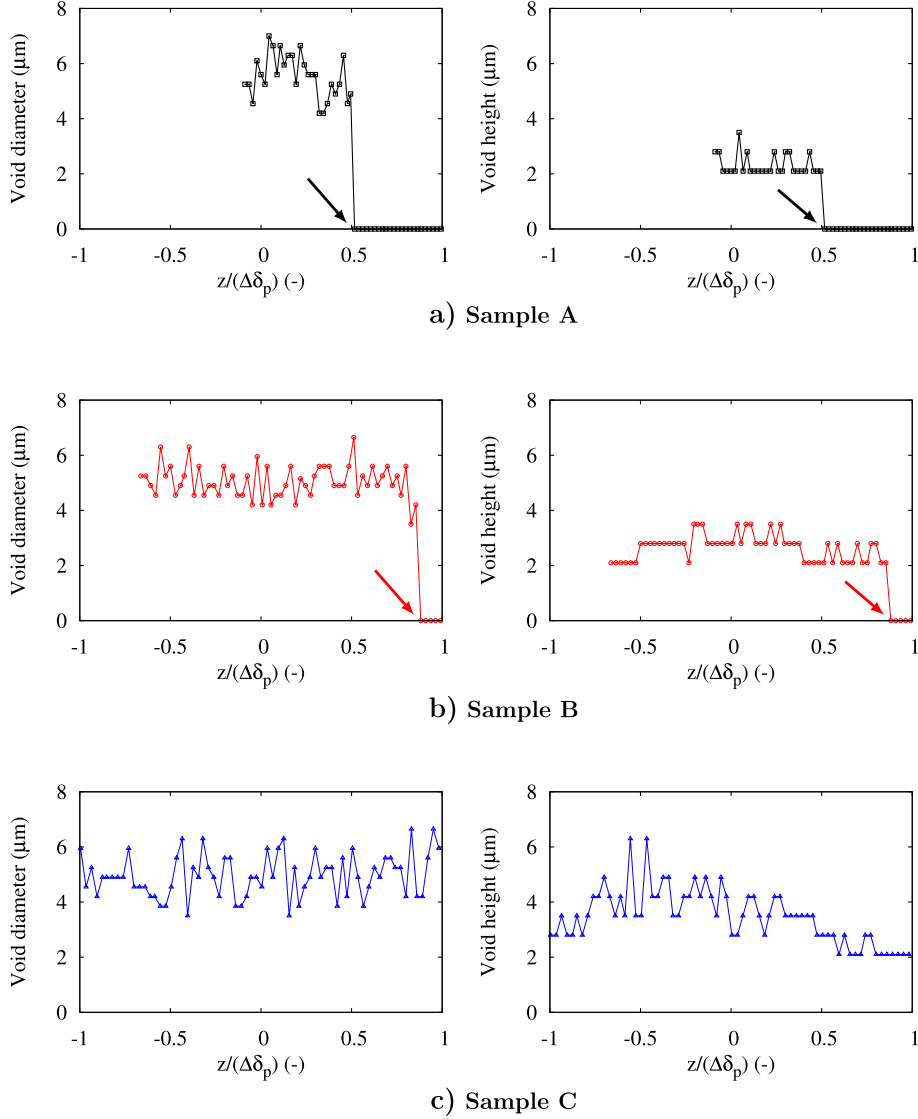 Void diameter (μm)
8
6
4
2
0
-1 -0.5 0 0.5 1
z/(Δδp) (-)
Void height (μm)
8
6
4
2
0
-1 -0.5 0 0.5 1
z/(Δδp) (-)
a) Sample A
Void diameter (μm)
8
6
4
2
0
-1 -0.5 0 0.5 1
z/(Δδp) (-)
Void height (μm)
8
6
4
2
0
-1 -0.5 0 0.5 1
z/(Δδp) (-)
b) Sample B
Void diameter (μm)
8
6
4
2
0
-1 -0.5 0 0.5 1
z/(Δδp) (-)
Void height (μm)
8
6
4
2
0
-1 -0.5 0 0.5 1
z/(Δδp) (-)
c) Sample C